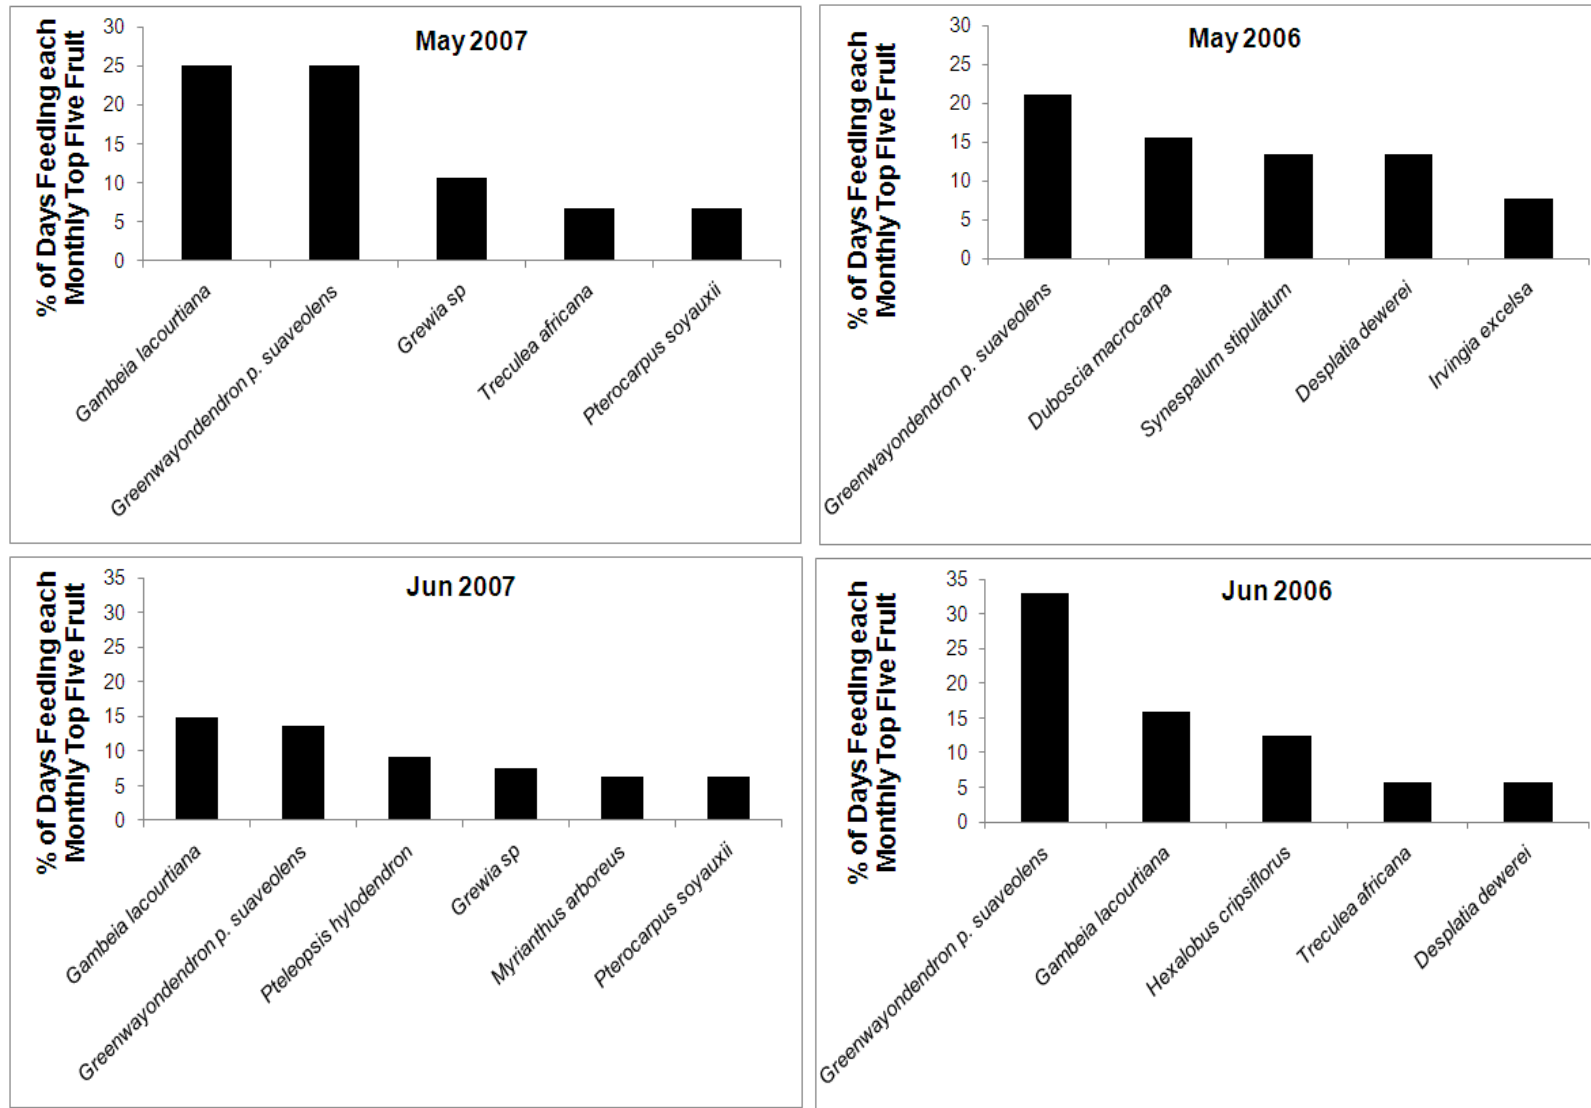 % of Days Feeding each
Monthly Top Five Fruit
May 2007
30
25
20
15
10
5
0
Gambeia lacourtiana
Greenwayondendron p. suaveolens
Grewia sp
Treculea africana
Pterocarpus soyauxii
% of Days Feeding each
Monthly Top Five Fruit
May 2006
30
25
20
15
10
5
0
Greenwayondendron p. suaveolens
Duboscia macrocarpa
Synespalum stipulatum
Desplatia dewerei
Irvingia excelsa
% of Days Feeding each
Monthly Top Five Fruit
Jun 2007
35
30
25
20
15
10
5
0
Gambeia lacourtiana
Greenwayondendron p. suaveolens
Pteleopsis hylodendron
Grewia sp
Myrianthus arboreus
Pterocarpus soyauxii
% of Days Feeding each
Monthly Top Five Fruit
Jun 2006
35
30
25
20
15
10
5
0
Greenwayondendron p. suaveolens
Gambeia lacourtiana
Hexalobus cripsiflorus
Treculea africana
Desplatia dewerei